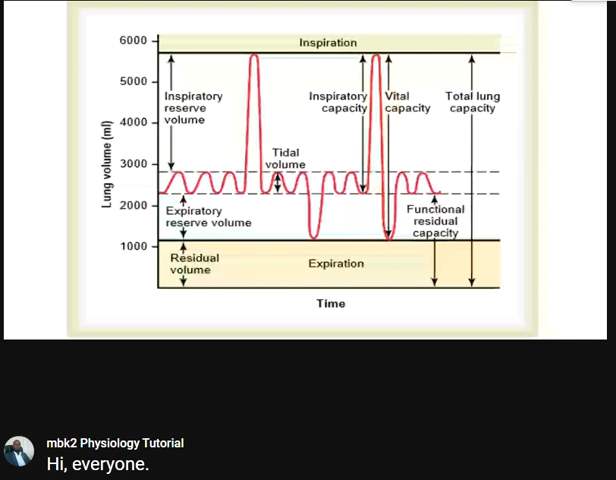 6000
Inspiration
5000
Inspiratory
reserve
volume
Inspiratory
capacity
Vital
capacity
Total lung
capacity
4000
Lung volume (ml)
3000
Tidal
volume
2000
Expiratory
reserve volume
Functional
residual
capacity
1000
Residual
volume
Expiration
Time
mbk2 Physiology Tutorial
Hi, everyone.